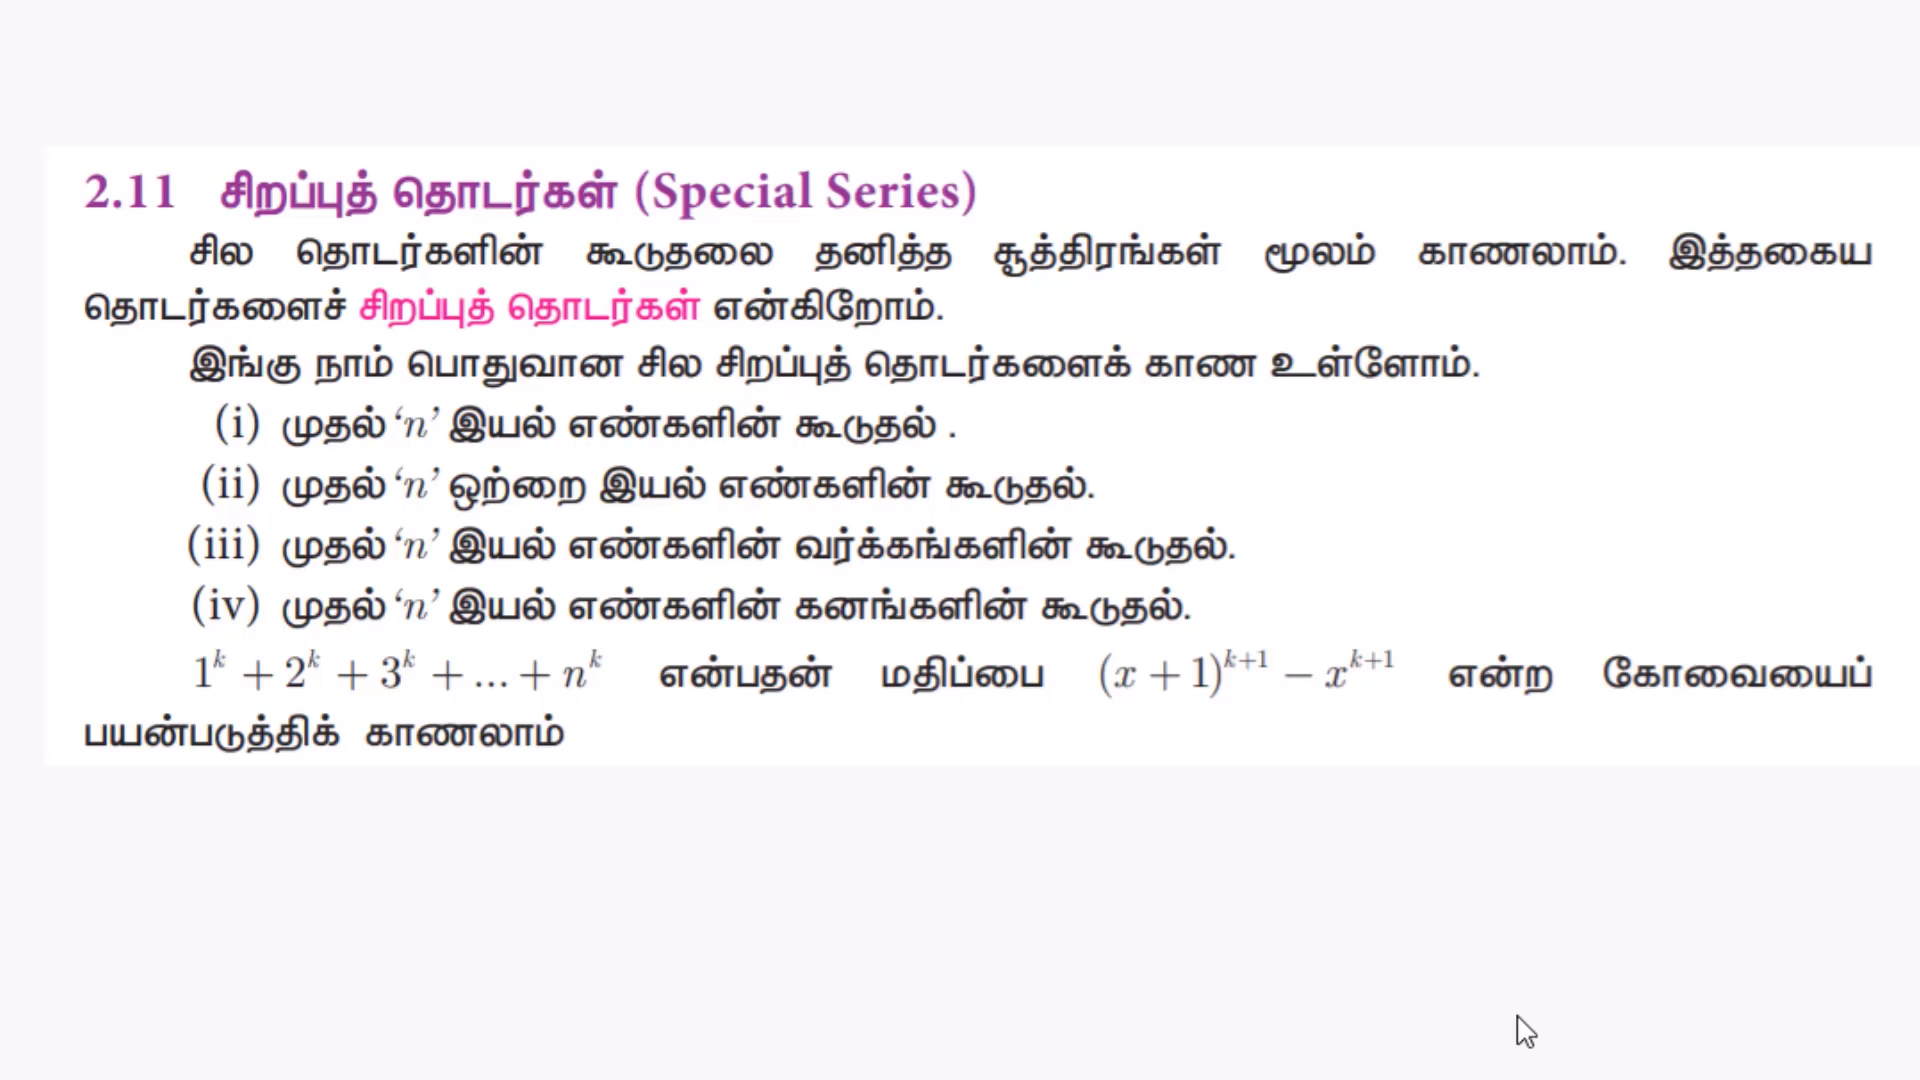 2.11 சிறப்புத் தொடர்கள் (Special Series)
சில தொடர்களின் கூடுதலை தனித்த சூத்திரங்கள் மூலம் காணலாம். இத்தகைய
தொடர்களைச் சிறப்புத் தொடர்கள் என்கிறோம்.
இங்கு நாம் பொதுவான சில சிறப்புத் தொடர்களைக் காண உள்ளோம்.
(i) முதல் ‘n’ இயல் எண்களின் கூடுதல் .
(ii) முதல் ‘n’ ஒற்றை இயல் எண்களின் கூடுதல்.
(iii) முதல் ‘n’ இயல் எண்களின் வர்க்கங்களின் கூடுதல்.
(iv) முதல் ‘n’ இயல் எண்களின் கனங்களின் கூடுதல்.
1^k + 2^k + 3^k + ... + n^k என்பதன் மதிப்பை (x + 1)^{k+1} − x^{k+1} என்ற கோவையைப்
பயன்படுத்திக் காணலாம்